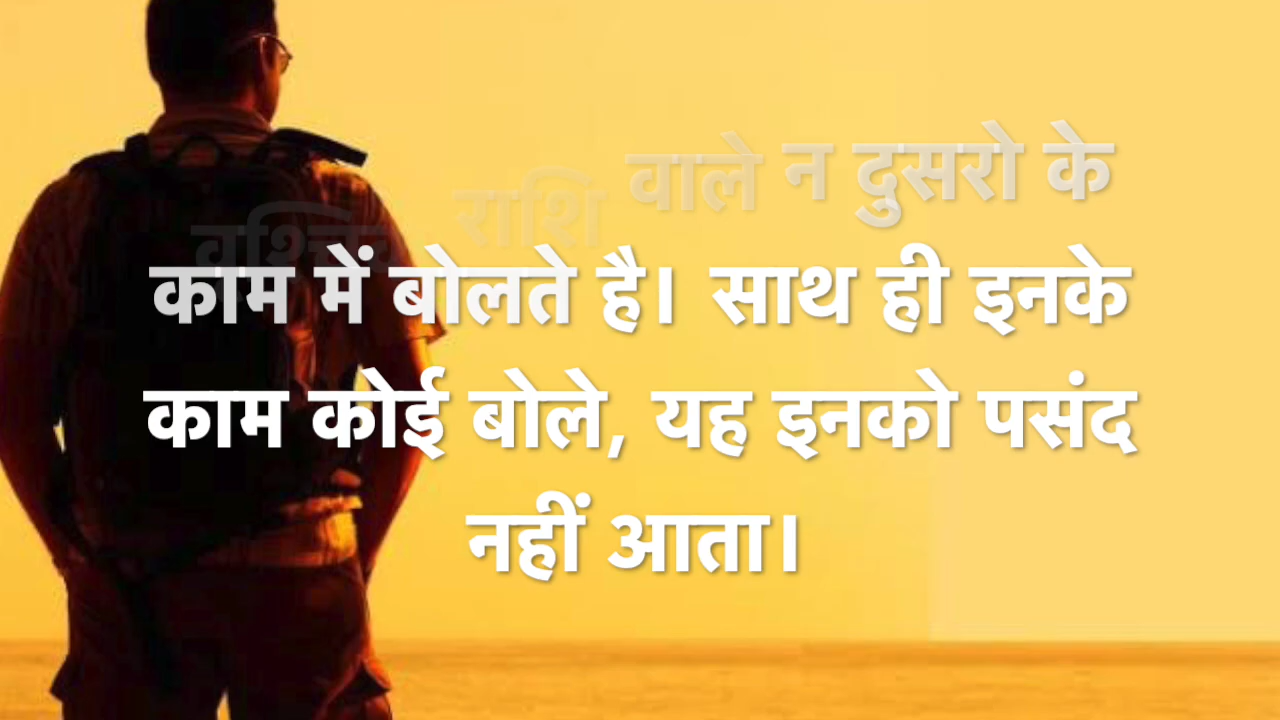 वृश्चिक राशि वाले न दुसरो के
काम में बोलते है। साथ ही इनके
काम कोई बोले, यह इनको पसंद
नहीं आता।